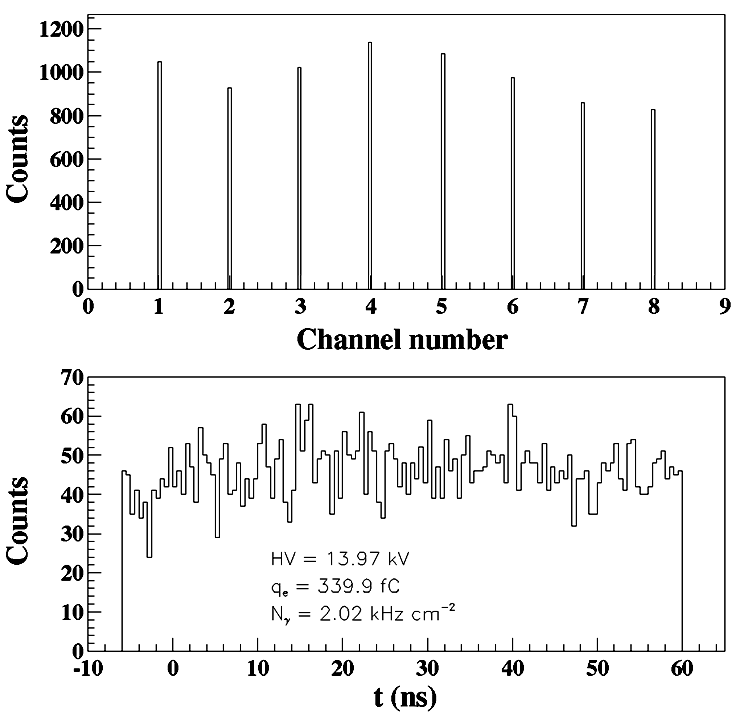 1200
1000
800
600
400
200
0
Counts
0 1 2 3 4 5 6 7 8 9
Channel number
70
60
50
40
30
20
10
0
Counts
HV = 13.97 kV
qₑ = 339.9 fC
Nᵧ = 2.02 kHz cm⁻²
-10 0 10 20 30 40 50 60
t (ns)